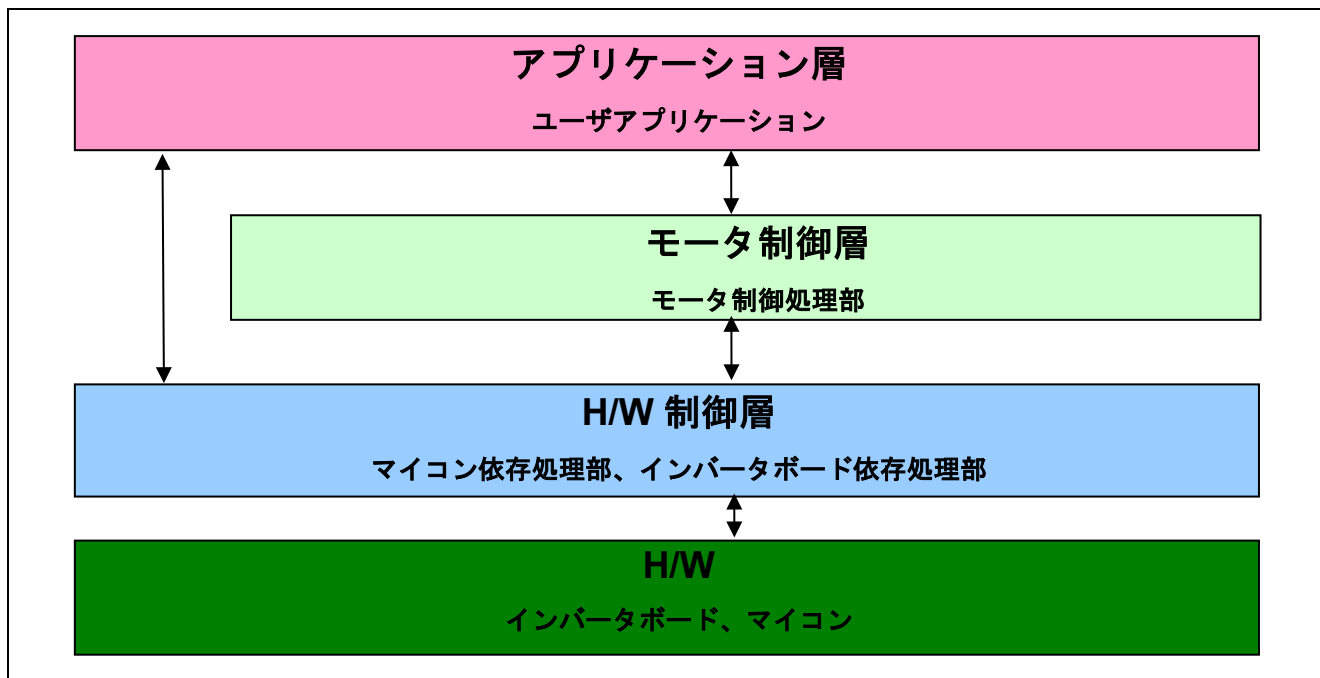 アプリケーション層
ユーザアプリケーション
モータ制御層
モータ制御処理部
H/W 制御層
マイコン依存処理部、インバータボード依存処理部
H/W
インバータボード、マイコン